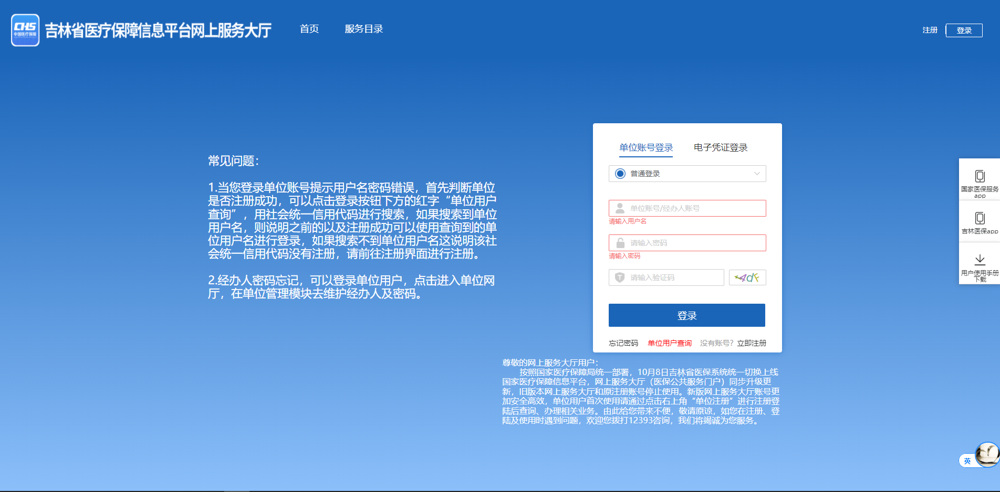 CHS
中国医疗保障
吉林省医疗保障信息平台网上服务大厅
首页
服务目录
注册
登录
常见问题：
1.当您登录单位账号提示用户名密码错误，首先判断单位
是否注册成功，可以点击登录按钮下方的红字“单位用户
查询”，用社会统一信用代码进行搜索，如果搜索到单位
用户名，则说明之前的以及注册成功可以使用查询到的单
位用户名进行登录，如果搜索不到单位用户名这说明该社
会统一信用代码没有注册，请前往注册界面进行注册。
2.经办人密码忘记，可以登录单位用户，点击进入单位网
厅，在单位管理模块去维护经办人及密码。
单位账号登录
电子凭证登录
普通登录
单位账号/经办人账号
请输入用户名
请输入密码
请输入密码
请输入验证码
4dF
登录
忘记密码
单位用户查询
没有账号？立即注册
尊敬的网上服务大厅用户：
按照国家医疗保障局统一部署，10月8日吉林省医保系统统一切换上线
国家医疗保障信息平台，网上服务大厅（医保公共服务门户）同步升级更
新，旧版本网上服务大厅和原注册账号停止使用。新版网上服务大厅账号更
加安全高效，单位用户首次使用请通过点击右上角“单位注册”进行注册登
陆后查询、办理相关业务。由此给您带来不便，敬请原谅，如您在注册、登
陆及使用时遇到问题，欢迎您拨打12393咨询，我们将竭诚为您服务。
国家医保服务
app
吉林医保app
用户使用手册
下载
英